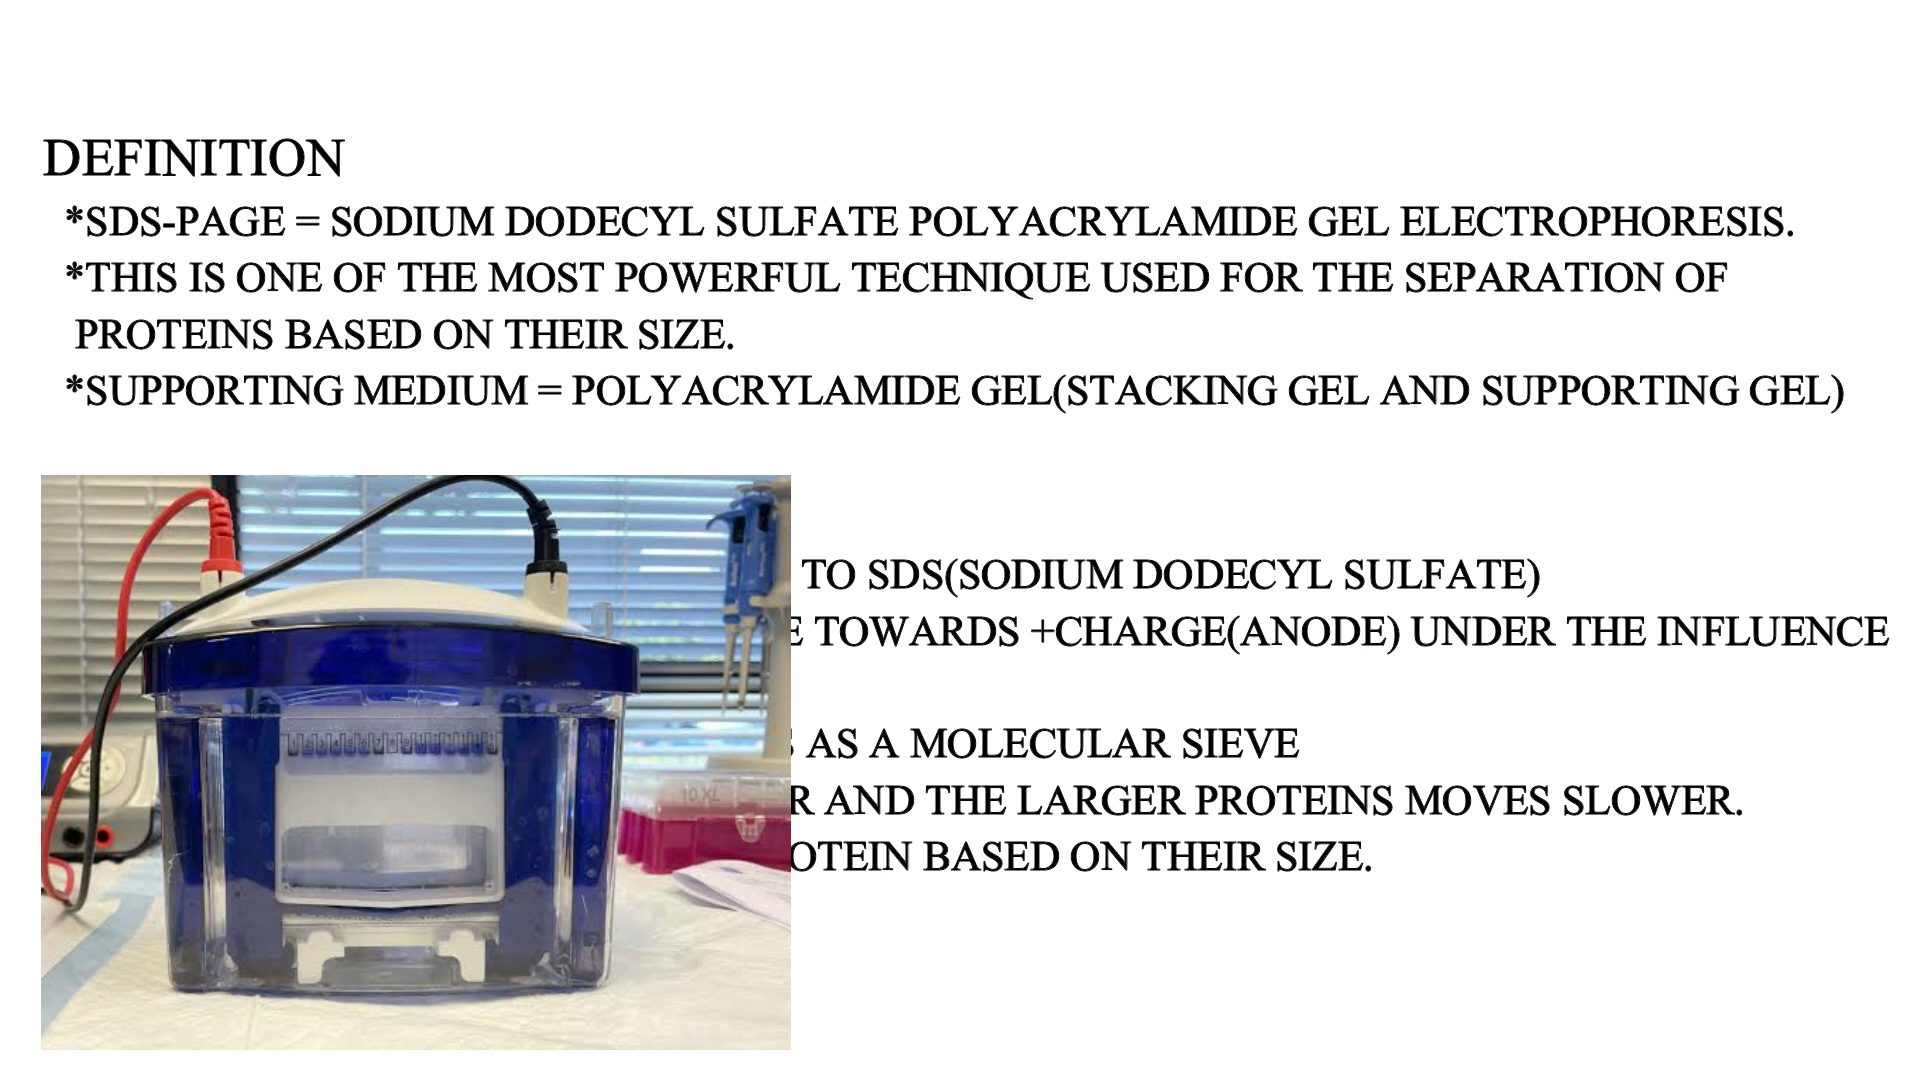 DEFINITION
*SDS-PAGE = SODIUM DODECYL SULFATE POLYACRYLAMIDE GEL ELECTROPHORESIS.
*THIS IS ONE OF THE MOST POWERFUL TECHNIQUE USED FOR THE SEPARATION OF
PROTEINS BASED ON THEIR SIZE.
*SUPPORTING MEDIUM = POLYACRYLAMIDE GEL(STACKING GEL AND SUPPORTING GEL)
TO SDS(SODIUM DODECYL SULFATE)
TOWARDS +CHARGE(ANODE) UNDER THE INFLUENCE
AS A MOLECULAR SIEVE
AND THE LARGER PROTEINS MOVES SLOWER.
BASED ON THEIR SIZE.
10 XL